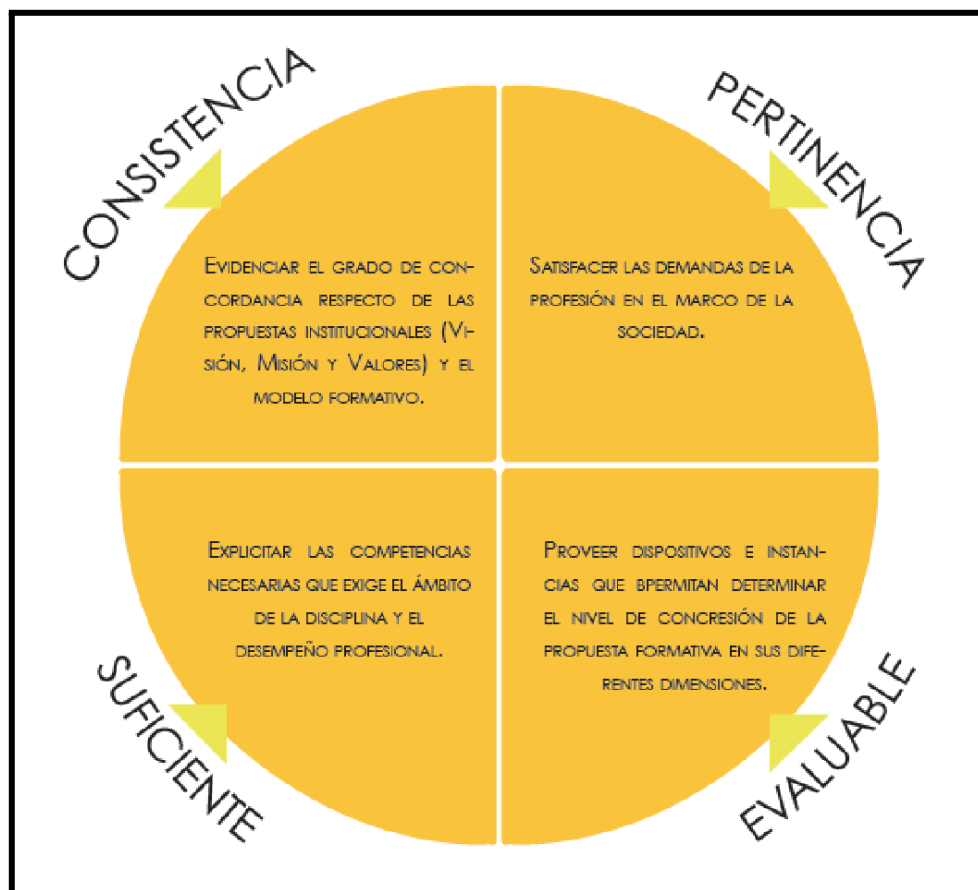 CONSISTENCIA
EVIDENCIAR EL GRADO DE CON-
CORDANCIA RESPECTO DE LAS
PROPUESTAS INSTITUCIONALES (VI-
SIÓN, MISIÓN Y VALORES) Y EL
MODELO FORMATIVO.
PERTINENCIA
SATISFACER LAS DEMANDAS DE LA
PROFESIÓN EN EL MARCO DE LA
SOCIEDAD.
SUFICIENTE
EXPLICITAR LAS COMPETENCIAS
NECESARIAS QUE EXIGE EL ÁMBITO
DE LA DISCIPLINA Y EL
DESEMPEÑO PROFESIONAL.
EVALUABLE
PROVEER DISPOSITIVOS E INSTAN-
CIAS QUE BPERMITAN DETERMINAR
EL NIVEL DE CONCRESIÓN DE LA
PROPUESTA FORMATIVA EN SUS DIFE-
RENTES DIMENSIONES.